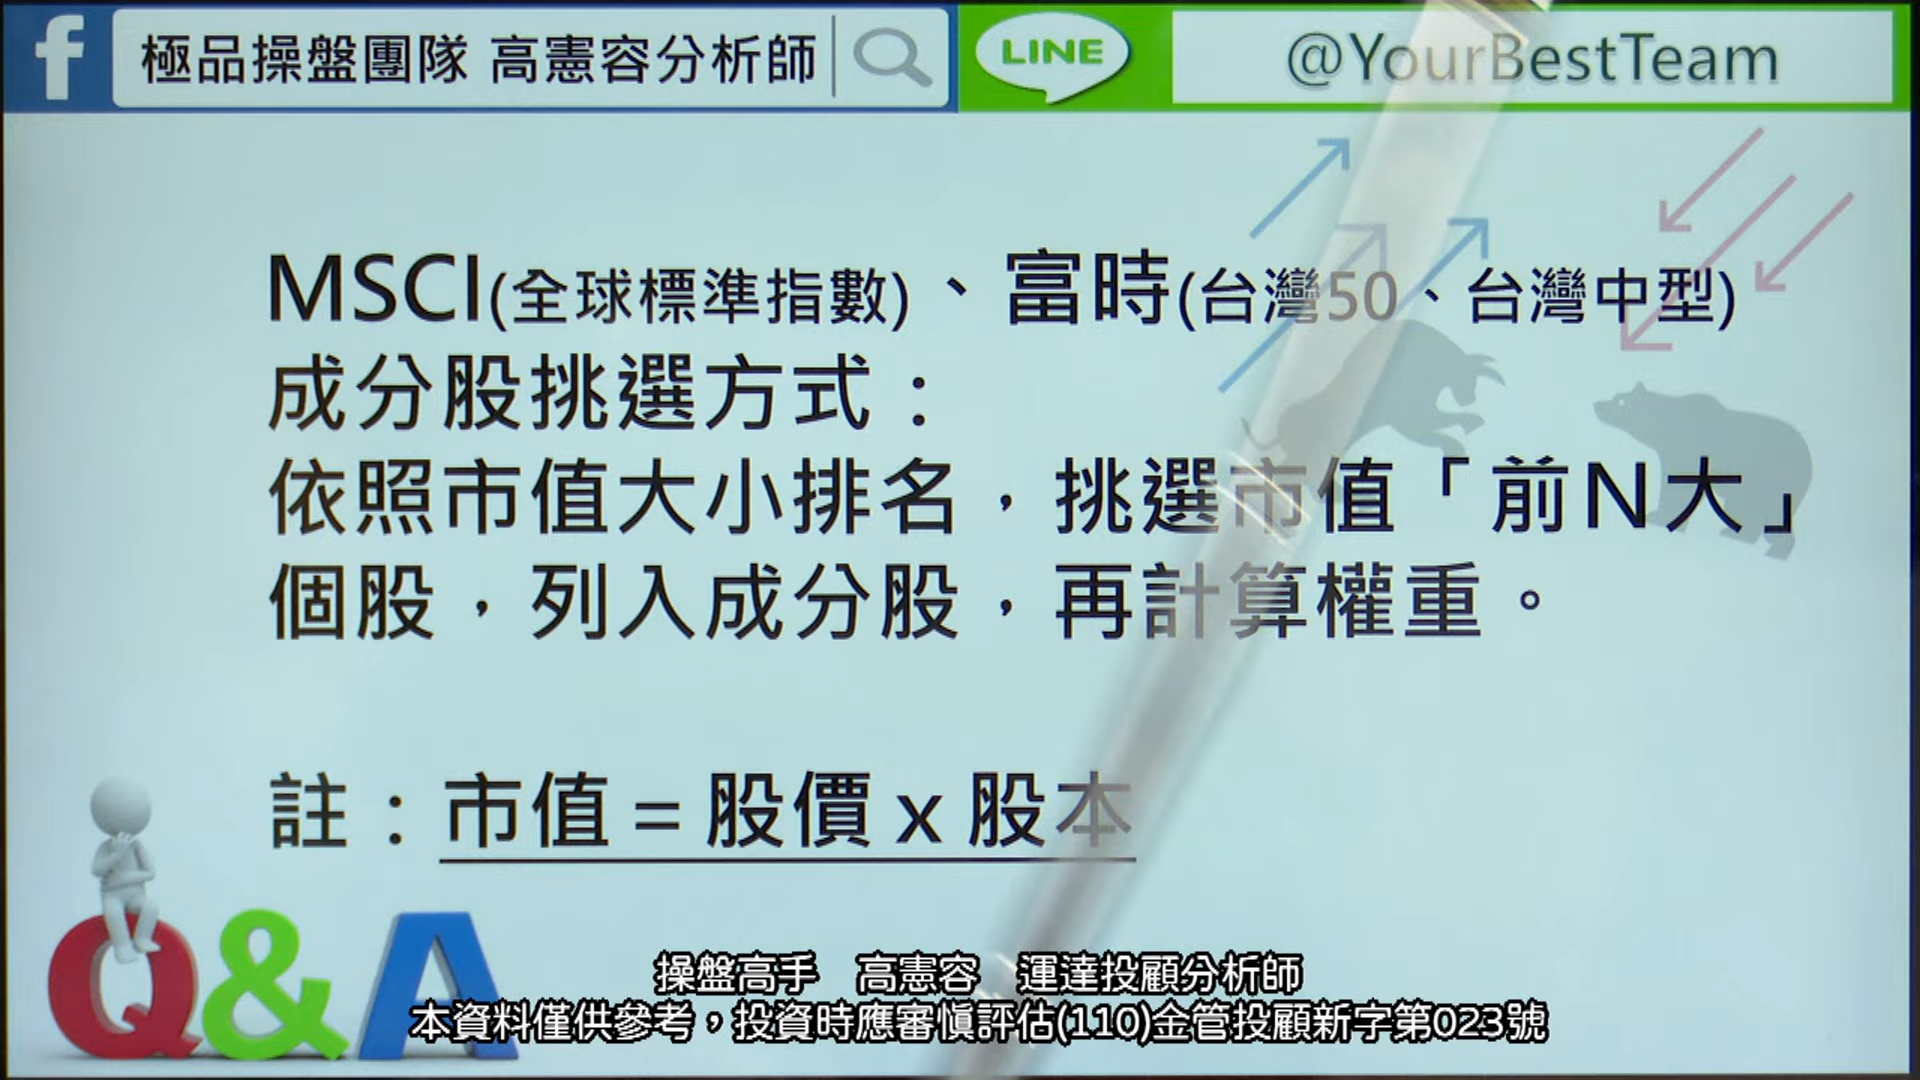 極品操盤團隊 高憲容分析師
LINE
@YourBestTeam
MSCI(全球標準指數)、富時(台灣50、台灣中型)
成分股挑選方式：
依照市值大小排名，挑選市值「前N大」
個股，列入成分股，再計算權重。
註：市值 = 股價 x 股本
Q&A
操盤高手 高憲容 運達投顧分析師
本資料僅供參考，投資時應審慎評估(110)金管投顧新字第023號